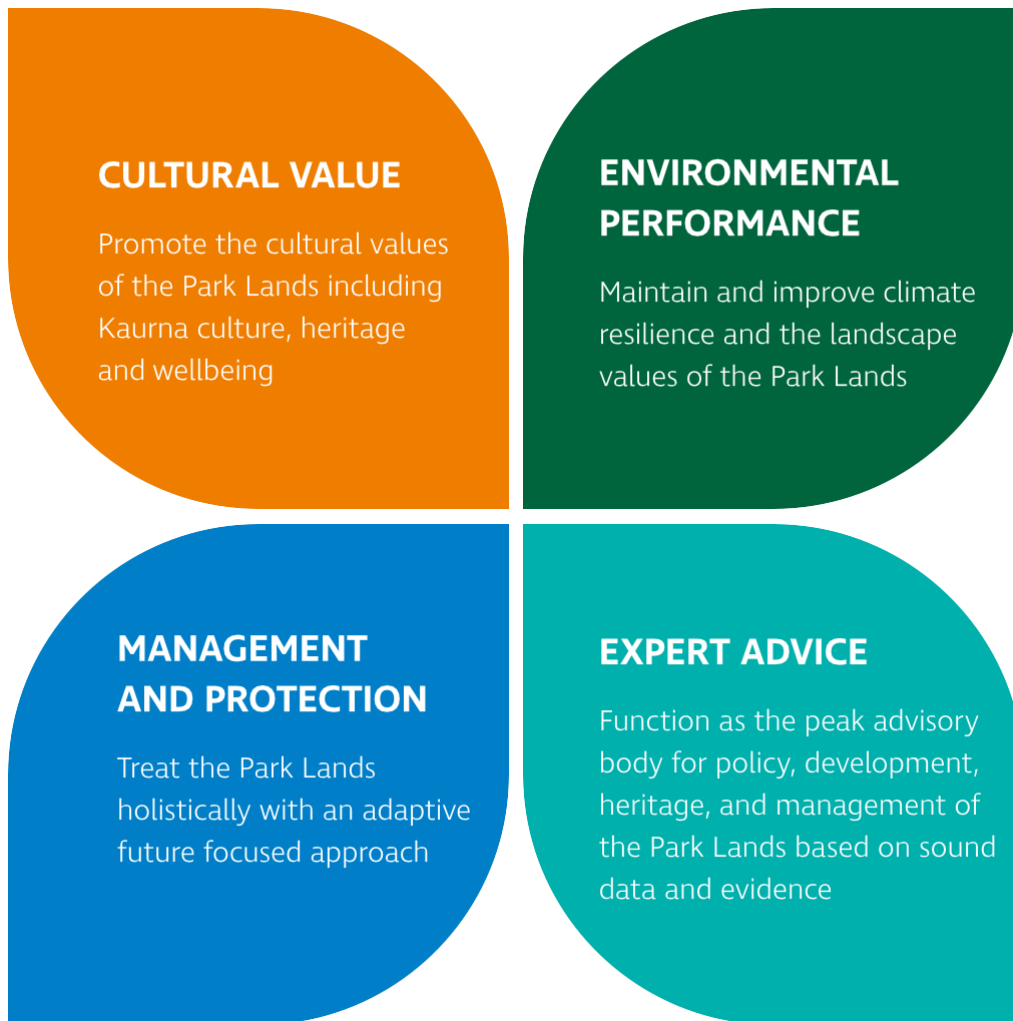 CULTURAL VALUE
Promote the cultural values
of the Park Lands including
Kaurna culture, heritage
and wellbeing
ENVIRONMENTAL
PERFORMANCE
Maintain and improve climate
resilience and the landscape
values of the Park Lands
MANAGEMENT
AND PROTECTION
Treat the Park Lands
holistically with an adaptive
future focused approach
EXPERT ADVICE
Function as the peak advisory
body for policy, development,
heritage, and management of
the Park Lands based on sound
data and evidence